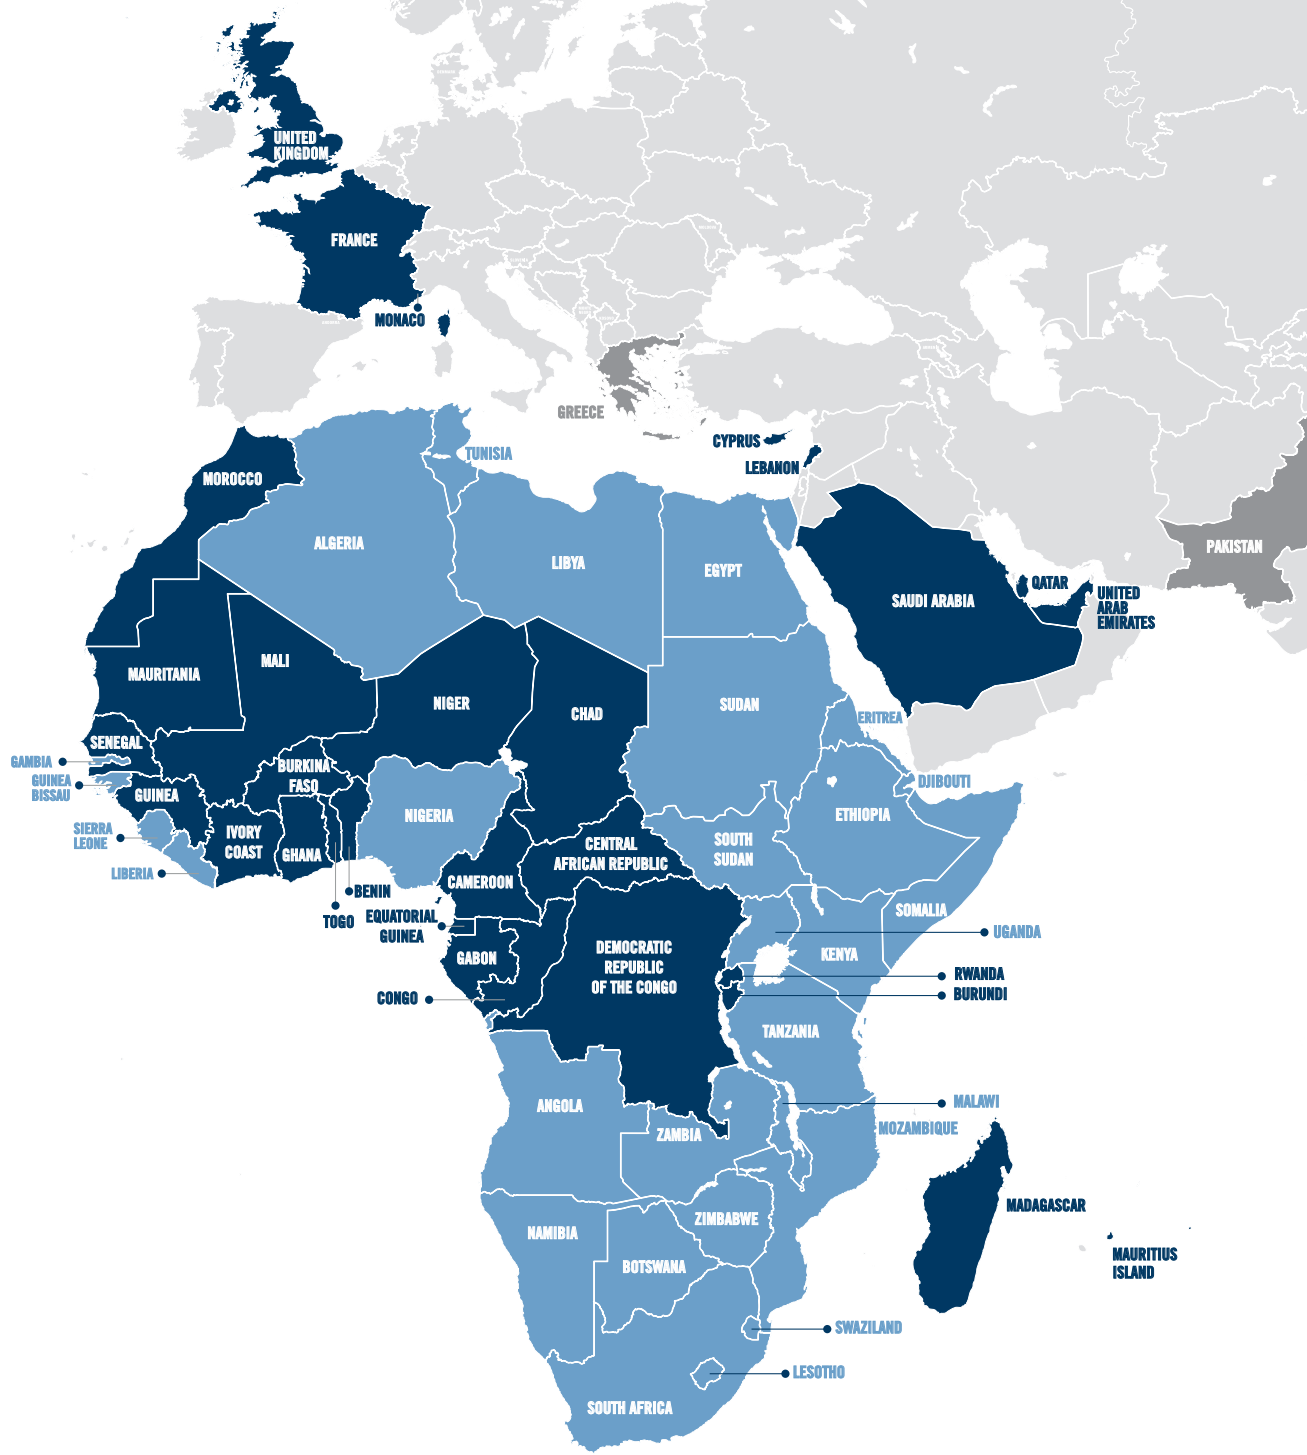 UNITED
KINGDOM
FRANCE
MONACO
GREECE
CYPRUS
LEBANON
TUNISIA
MOROCCO
ALGERIA
LIBYA
EGYPT
PAKISTAN
QATAR
SAUDI ARABIA
UNITED
ARAB
EMIRATES
MAURITANIA
MALI
NIGER
CHAD
SUDAN
ERITREA
SENEGAL
GAMBIA
GUINEA
BISSAU
GUINEA
BURKINA
FASO
DJIBOUTI
ETHIOPIA
NIGERIA
SIERRA
LEONE
IVORY
COAST
GHANA
LIBERIA
BENIN
TOGO
CAMEROON
CENTRAL
AFRICAN REPUBLIC
SOUTH
SUDAN
SOMALIA
EQUATORIAL
GUINEA
GABON
CONGO
DEMOCRATIC
REPUBLIC
OF THE CONGO
KENYA
UGANDA
RWANDA
BURUNDI
TANZANIA
MALAWI
ANGOLA
ZAMBIA
MOZAMBIQUE
MADAGASCAR
MAURITIUS
ISLAND
NAMIBIA
ZIMBABWE
BOTSWANA
SWAZILAND
LESOTHO
SOUTH AFRICA